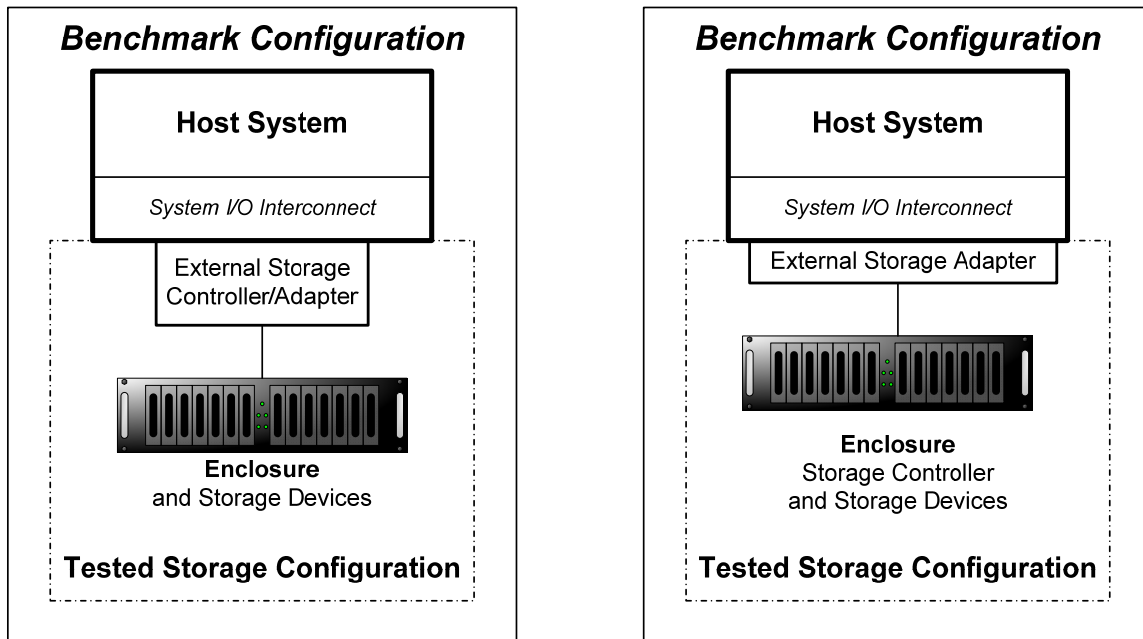 Benchmark Configuration
Host System
System I/O Interconnect
External Storage
Controller/Adapter
Enclosure
and Storage Devices
Tested Storage Configuration
Benchmark Configuration
Host System
System I/O Interconnect
External Storage Adapter
Enclosure
Storage Controller
and Storage Devices
Tested Storage Configuration